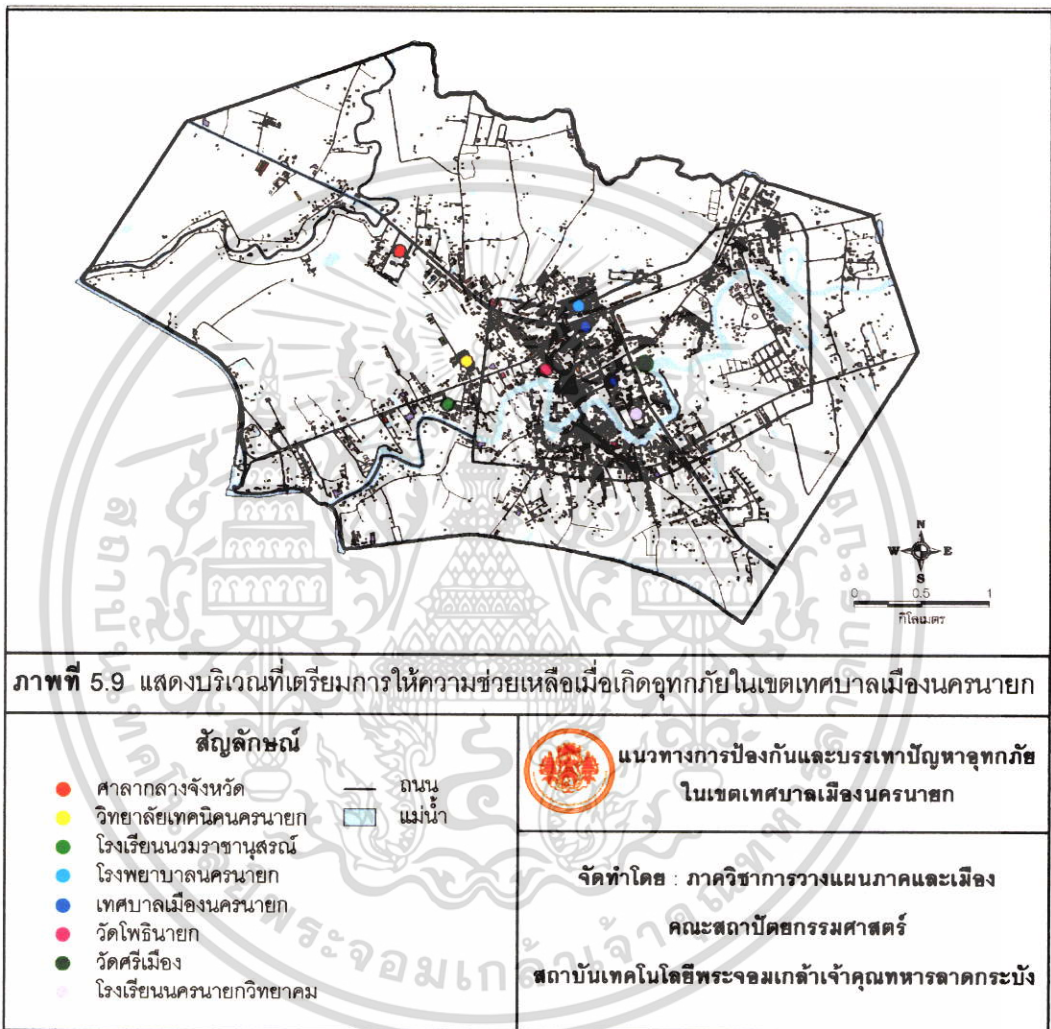 N
W E
S
0 0.5 1
กิโลเมตร
ภาพที่ 5.9 แสดงบริเวณที่เตรียมการให้ความช่วยเหลือเมื่อเกิดอุทกภัยในเขตเทศบาลเมืองนครนายก
สัญลักษณ์
ศาลากลางจังหวัด
วิทยาลัยเทคนิคนครนายก
โรงเรียนนวมราชานุสรณ์
โรงพยาบาลนครนายก
เทศบาลเมืองนครนายก
วัดโพธินายก
วัดศรีเมือง
โรงเรียนนครนายกวิทยาคม
ถนน
แม่น้ำ
แนวทางการป้องกันและบรรเทาปัญหาอุทกภัย
ในเขตเทศบาลเมืองนครนายก
จัดทำโดย : ภาควิชาการวางแผนภาคและเมือง
คณะสถาปัตยกรรมศาสตร์
สถาบันเทคโนโลยีพระจอมเกล้าเจ้าคุณทหารลาดกระบัง